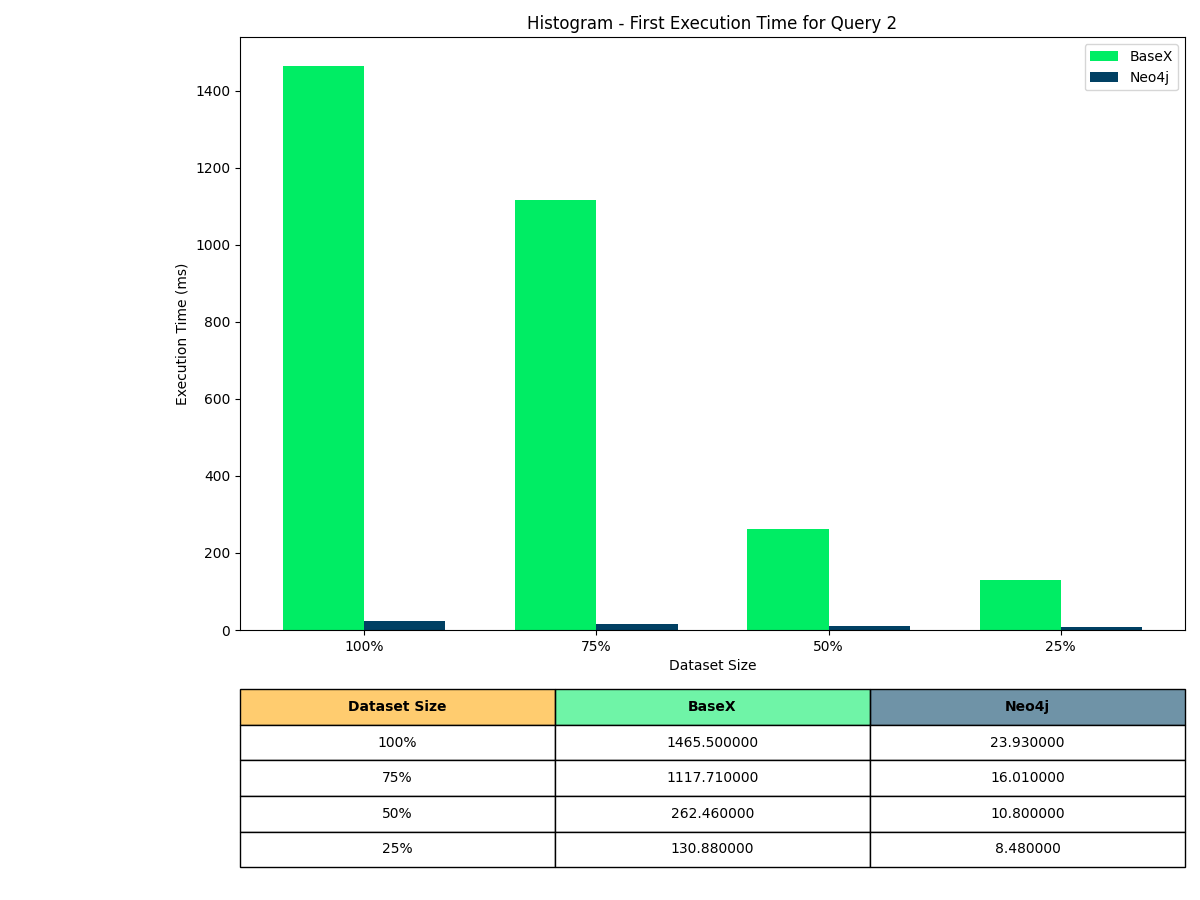 Histogram - First Execution Time for Query 2
BaseX
Neo4j
Execution Time (ms)
1400
1200
1000
800
600
400
200
0
100% 75% 50% 25%
Dataset Size
Dataset Size BaseX Neo4j
100% 1465.500000 23.930000
75% 1117.710000 16.010000
50% 262.460000 10.800000
25% 130.880000 8.480000